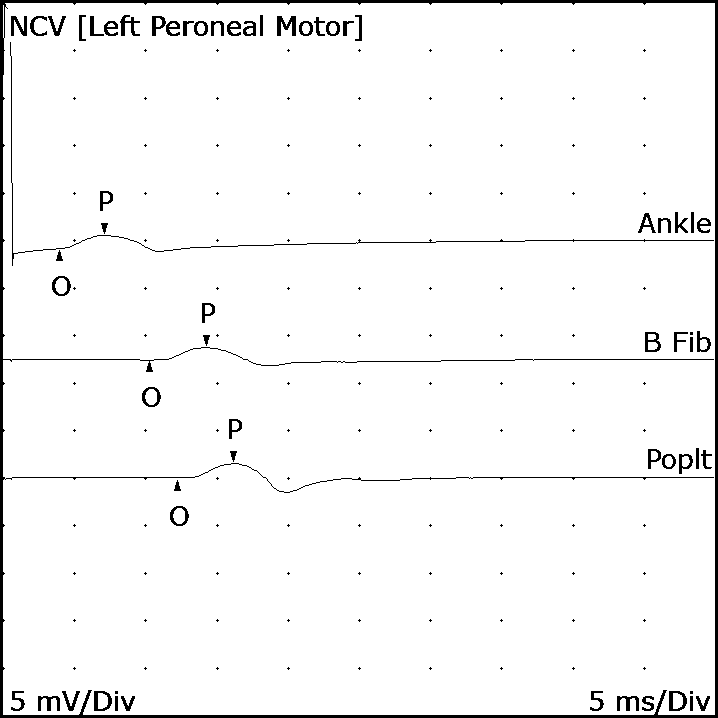 NCV [Left Peroneal Motor]
P
Ankle
O
P
B Fib
O
P
Poplt
O
5 mV/Div
5 ms/Div